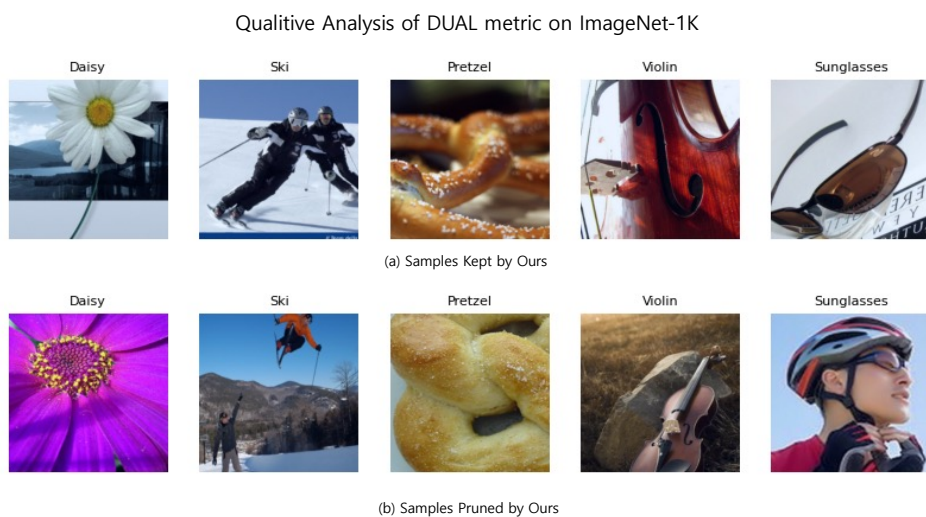 Qualitive Analysis of DUAL metric on ImageNet-1K
Daisy Ski Pretzel Violin Sunglasses
(a) Samples Kept by Ours
Daisy Ski Pretzel Violin Sunglasses
(b) Samples Pruned by Ours